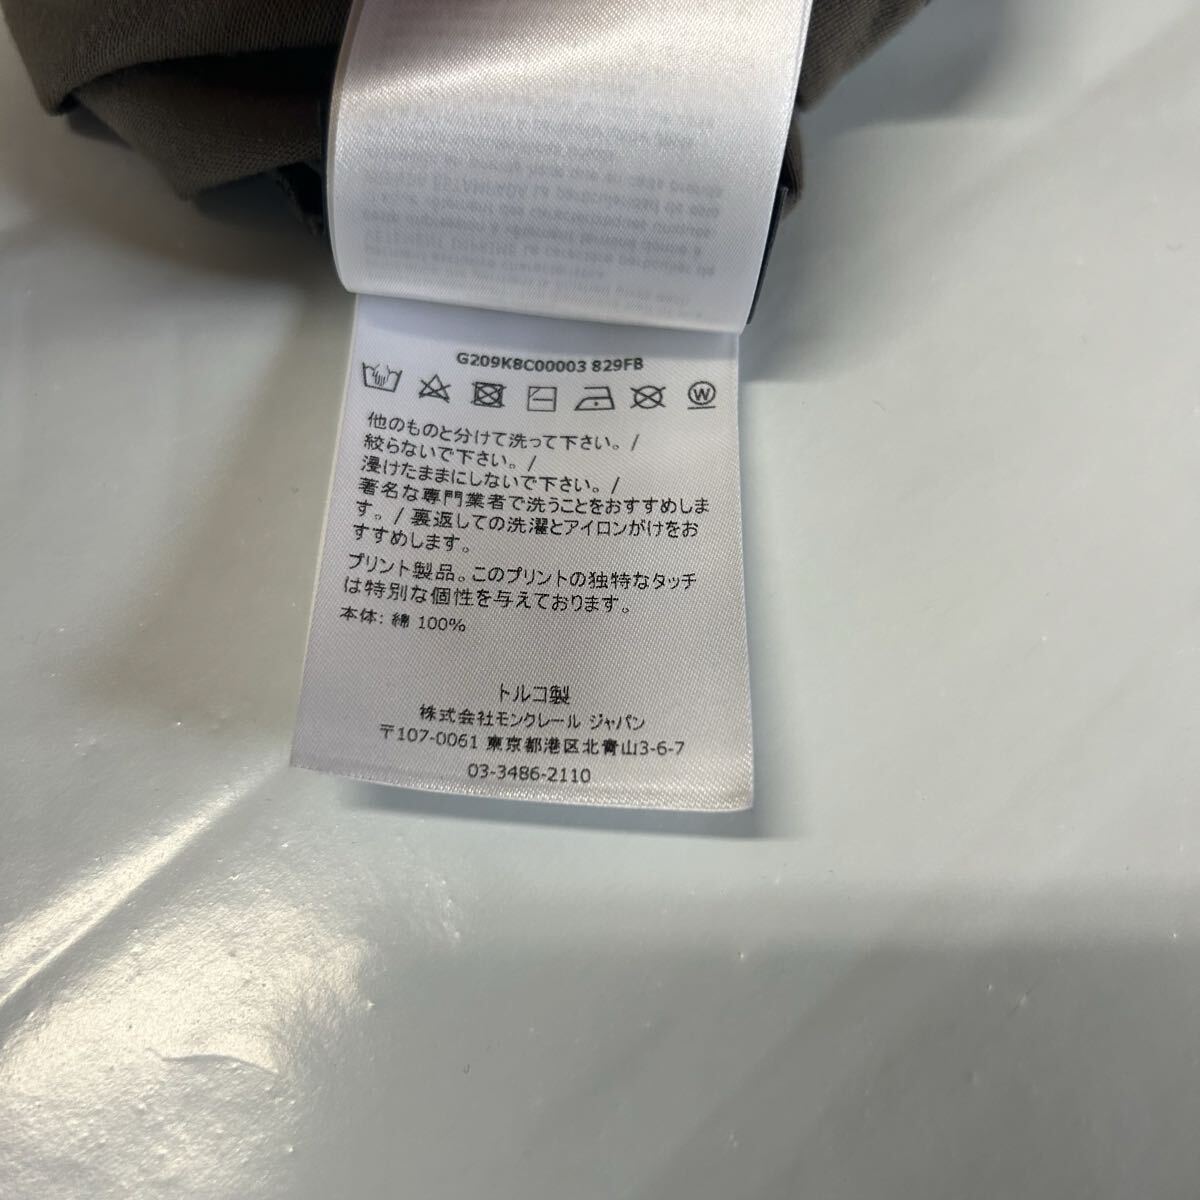 G209K8C00003 829FB
W
他のものと分けて洗って下さい。/
絞らないで下さい。/
浸けたままにしないで下さい。/
著名な専門業者で洗うことをおすすめしま
す。/ 裏返しての洗濯とアイロンがけをお
すすめします。
プリント製品。このプリントの独特なタッチ
は特別な個性を与えております。
本体: 綿 100%
トルコ製
株式会社モンクレール ジャパン
〒107-0061 東京都港区北青山3-6-7
03-3486-2110